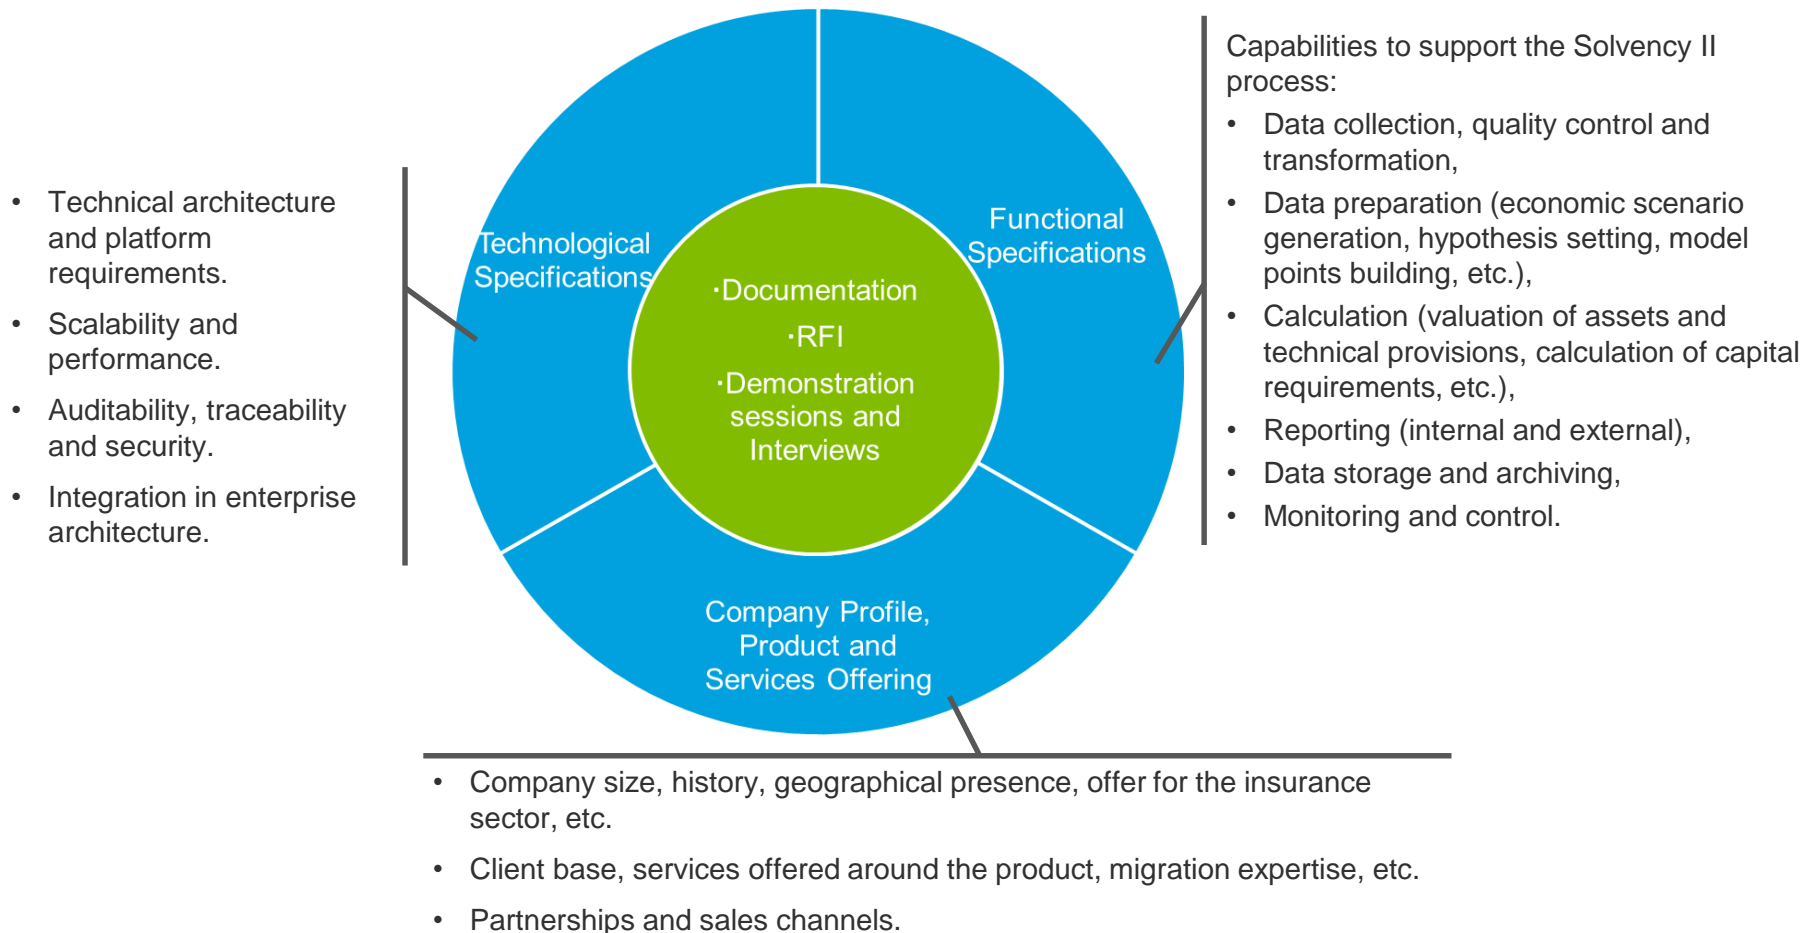 • Technical architecture
and platform
requirements.
• Scalability and
performance.
• Auditability, traceability
and security.
• Integration in enterprise
architecture.
Technological
Specifications
·Documentation
·RFI
·Demonstration
sessions and
Interviews
Functional
Specifications
Company Profile,
Product and
Services Offering
Capabilities to support the Solvency II
process:
• Data collection, quality control and
transformation,
• Data preparation (economic scenario
generation, hypothesis setting, model
points building, etc.),
• Calculation (valuation of assets and
technical provisions, calculation of capital
requirements, etc.),
• Reporting (internal and external),
• Data storage and archiving,
• Monitoring and control.
• Company size, history, geographical presence, offer for the insurance
sector, etc.
• Client base, services offered around the product, migration expertise, etc.
• Partnerships and sales channels.